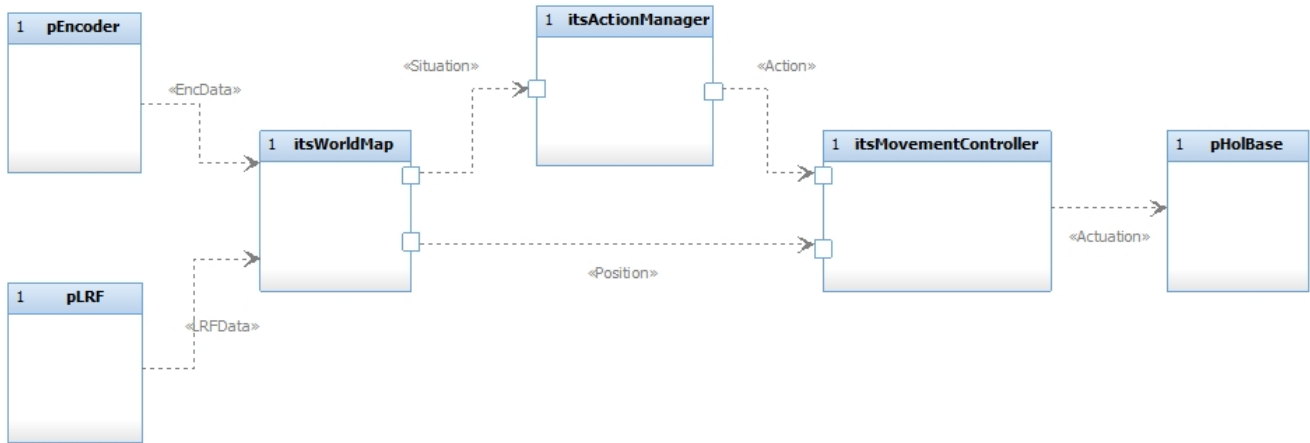 1 pEncoder
1 itsActionManager
«Situation»
«Action»
«EncData»
1 itsWorldMap
1 itsMovementController
1 pHolBase
«Actuation»
«Position»
1 pLRF
«LRFData»